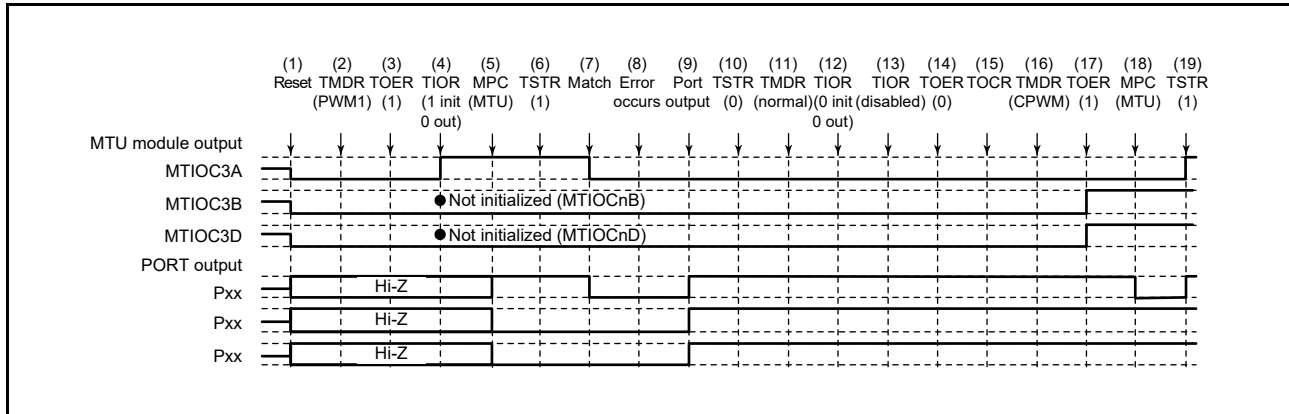 (1) (2) (3) (4) (5) (6) (7) (8) (9) (10) (11) (12) (13) (14) (15) (16) (17) (18) (19)
Reset TMDR TOER TIOR MPC TSTR Match Error Port TSTR TMDR TIOR TIOR TOER TOCR TMDR TOER MPC TSTR
(PWM1) (1) (1 init (MTU) (1) occurs output (0) (normal) (0 init (disabled) (0) (CPWM) (1) (MTU) (1)
0 out) 0 out)
MTU module output
MTIOC3A
MTIOC3B ●Not initialized (MTIOCnB)
MTIOC3D ●Not initialized (MTIOCnD)
PORT output
Pxx Hi-Z
Pxx Hi-Z
Pxx Hi-Z